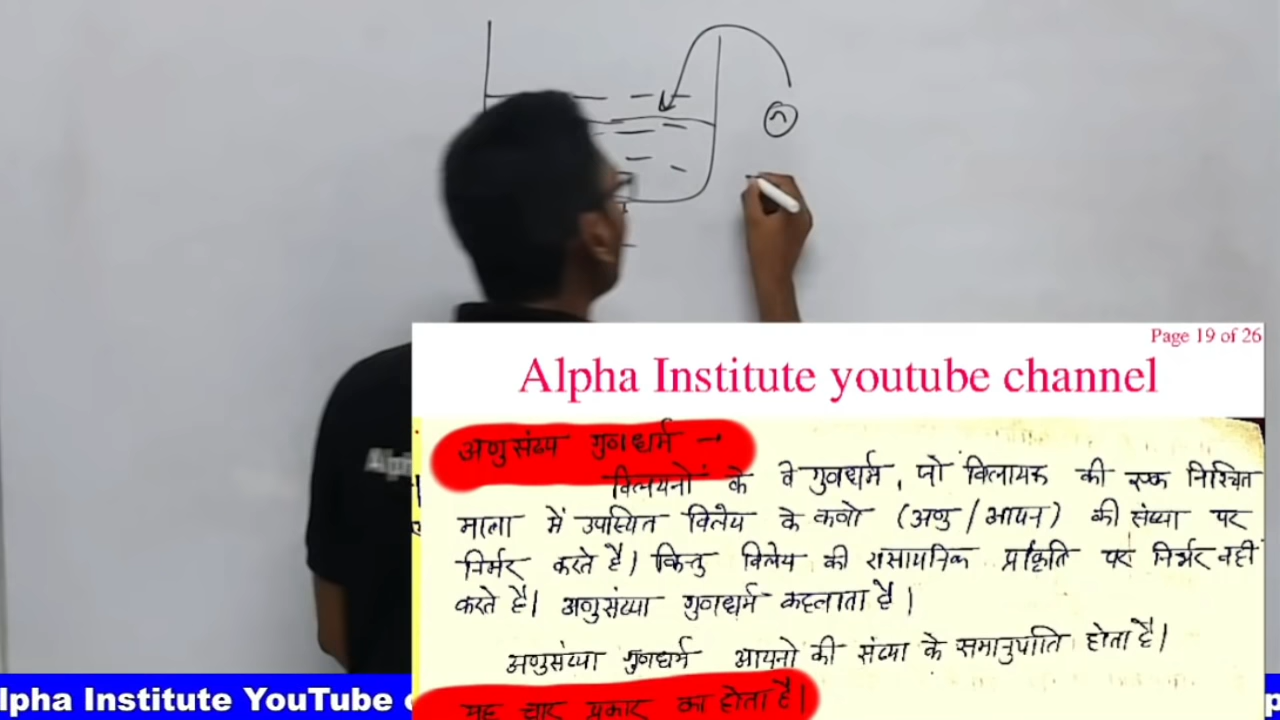 n
Page 19 of 26
Alpha Institute youtube channel
अणुसंख्य गुणधर्म →
विलयनों के वे गुणधर्म, जो विलायक की एक निश्चित
मात्रा में उपस्थित विलेय के कणो (अणु / आयन) की संख्या पर
निर्भर करते है। किन्तु विलेय की रासायनिक प्रकृति पर निर्भर नहीं
करते है। अणुसंख्या गुणधर्म कहलाता है।
अणुसंख्या गुणधर्म आयनो की संख्या के समानुपाति होता है।
यह चार प्रकार का होता है।
lpha Institute YouTube